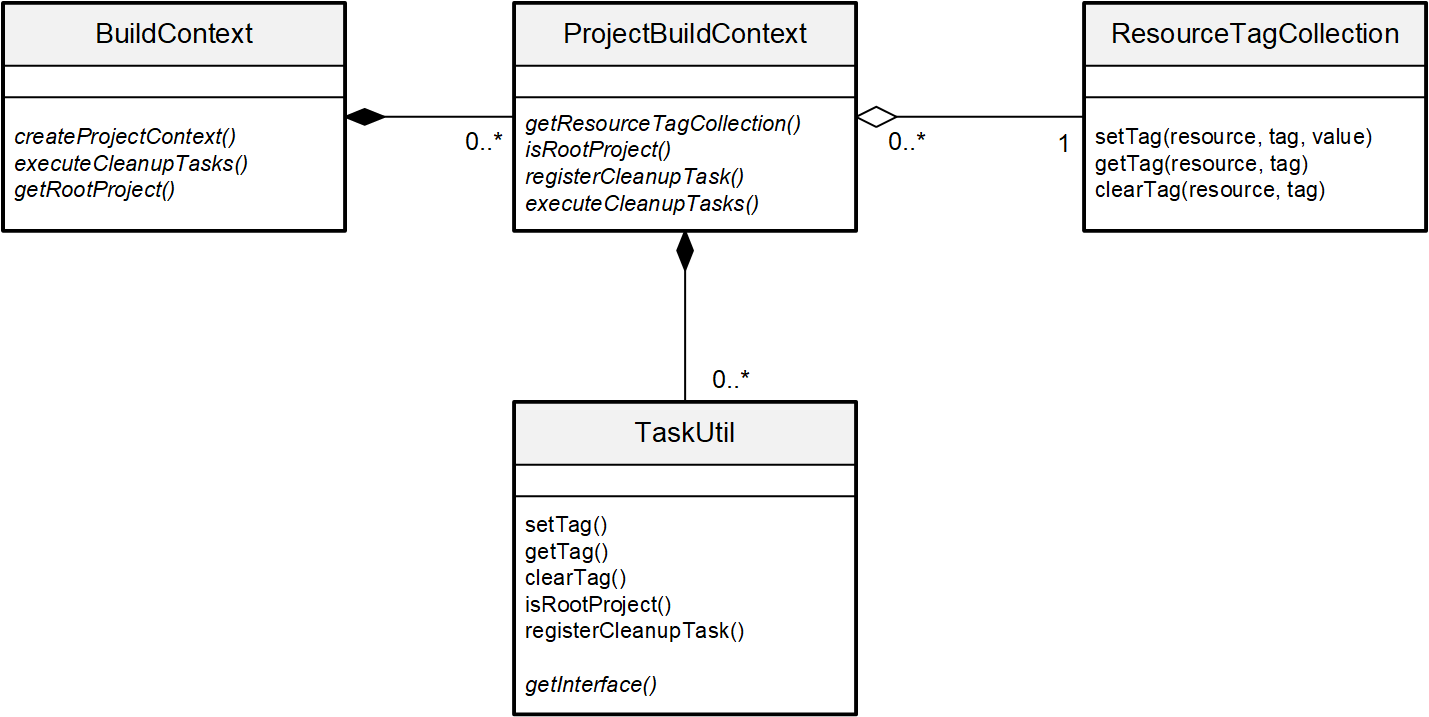 BuildContext
createProjectContext()
executeCleanupTasks()
getRootProject()
0..*
ProjectBuildContext
getResourceTagCollection()
isRootProject()
registerCleanupTask()
executeCleanupTasks()
0..*
1
ResourceTagCollection
setTag(resource, tag, value)
getTag(resource, tag)
clearTag(resource, tag)
0..*
TaskUtil
setTag()
getTag()
clearTag()
isRootProject()
registerCleanupTask()
getInterface()